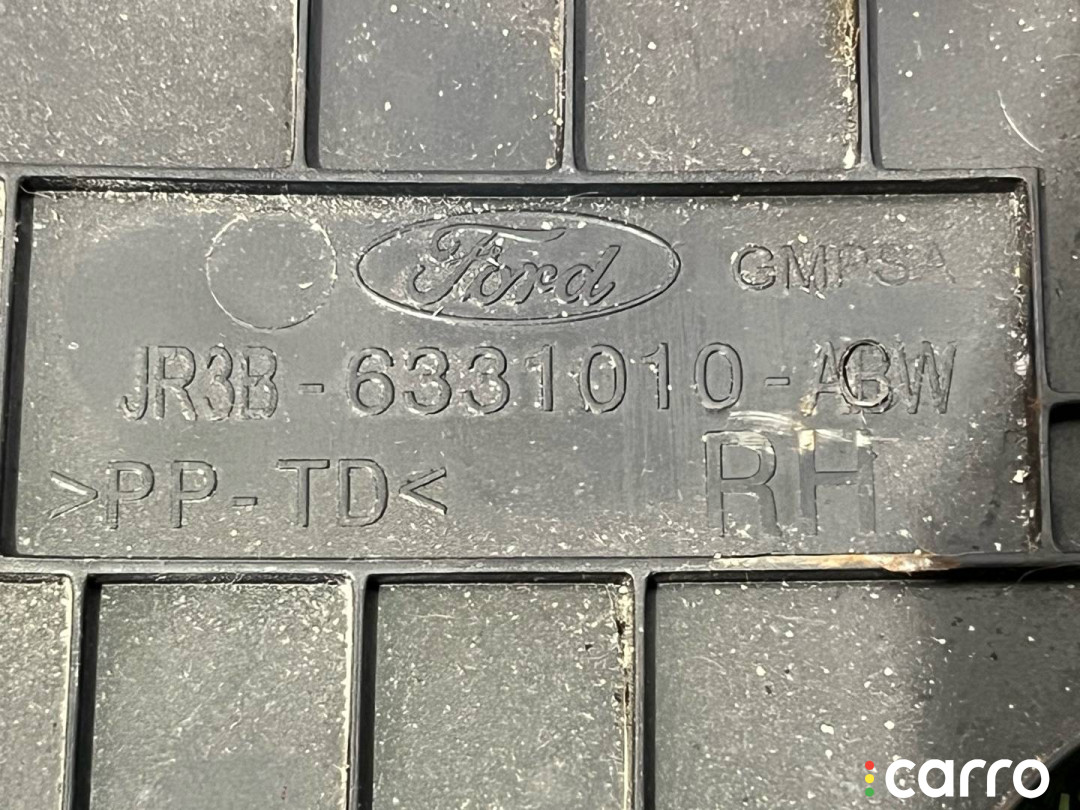 Ford GMPSA
JR3B-6331010-ABW
>PP-TD<
RH
carro